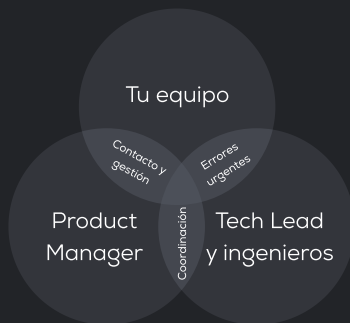 Tu equipo
Contacto y
gestión
Errores
urgentes
Product
Manager
Coordinación
Tech Lead
y ingenieros